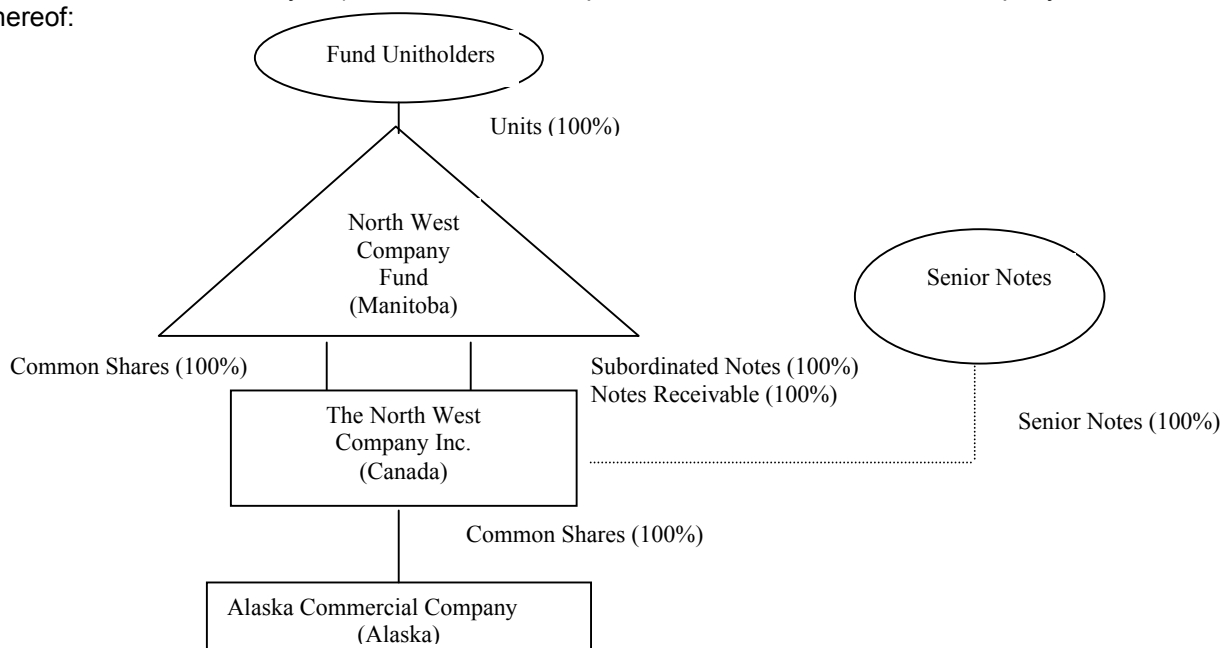 hereof:
Fund Unitholders
Units (100%)
North West
Company
Fund
(Manitoba)
Senior Notes
Common Shares (100%)
Subordinated Notes (100%)
Notes Receivable (100%)
The North West
Company Inc.
(Canada)
Senior Notes (100%)
Common Shares (100%)
Alaska Commercial Company
(Alaska)